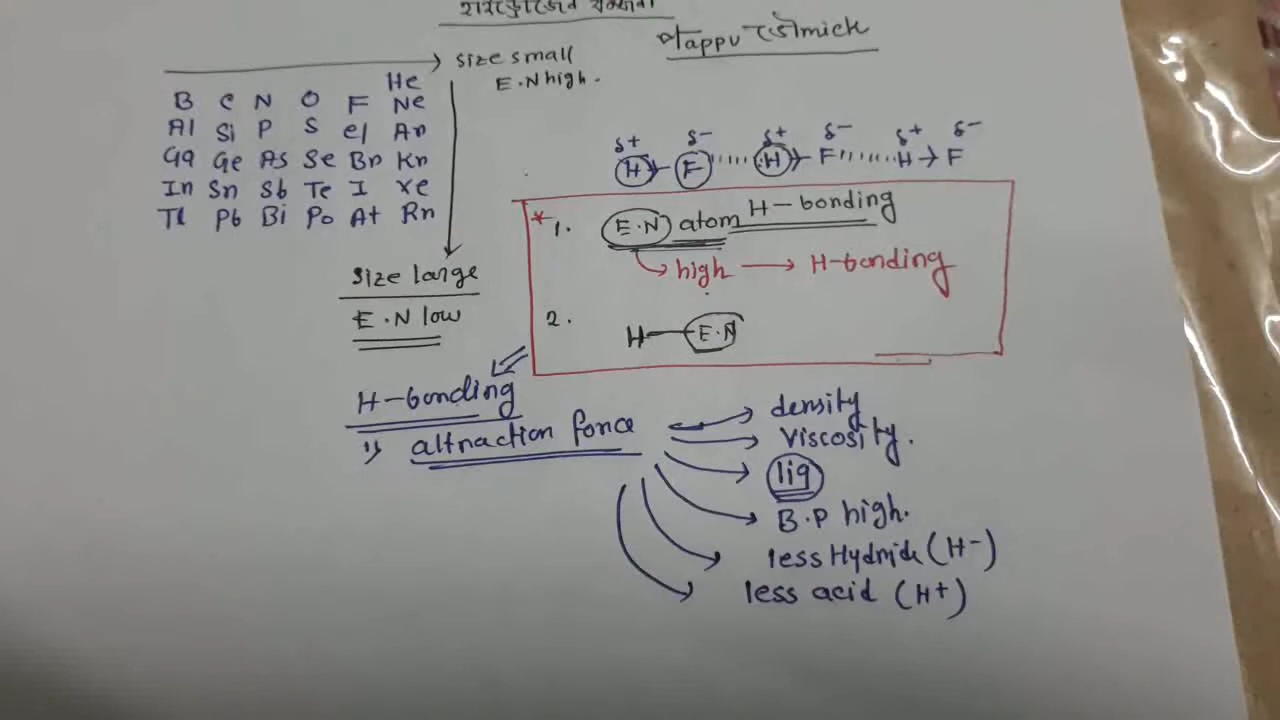 size small
E.N high.
He
B C N O F Ne
Al Si P S Cl Ar
Ga Ge As Se Br Kr
In Sn Sb Te I Xe
Tl Pb Bi Po At Rn
size large
E.N low
δ+ δ- δ+ δ- δ+ δ-
H F ...... H F ...... H → F
*1. E.N atom H-bonding
high → H-bonding
2. H—E.N
H-bonding
1) attraction force
density
viscosity.
liq
B.P high.
less Hydride (H-)
less acid (H+)